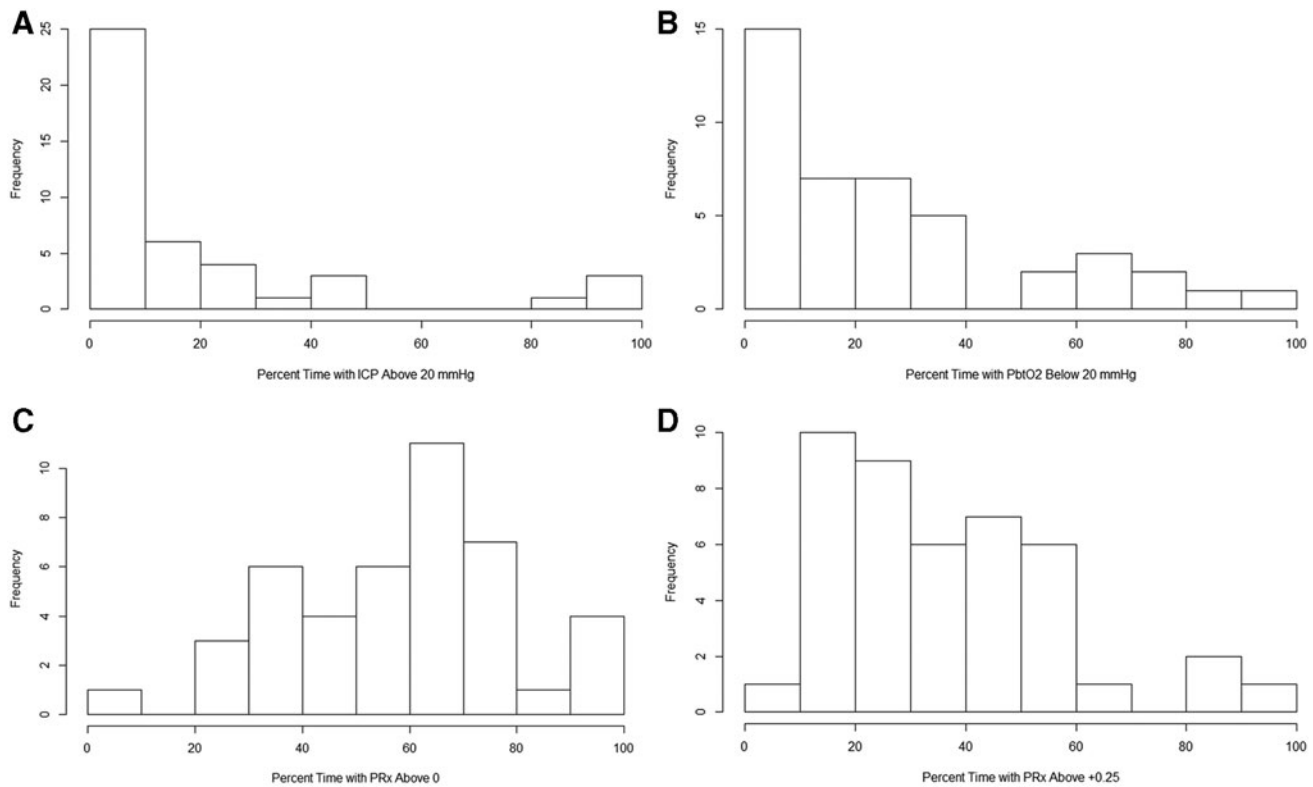 A
Frequency
25
20
15
10
5
0
0 20 40 60 80 100
Percent Time with ICP Above 20 mmHg
B
Frequency
15
10
5
0
0 20 40 60 80 100
Percent Time with PbtO2 Below 20 mmHg
C
Frequency
10
8
6
4
2
0
0 20 40 60 80 100
Percent Time with PRx Above 0
D
Frequency
10
8
6
4
2
0
0 20 40 60 80 100
Percent Time with PRx Above +0.25